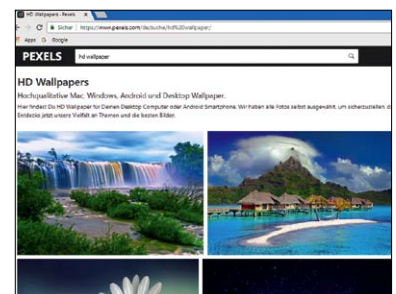 HD Wallpapers · Pexels
Sicher https://www.pexels.com/de/suche/hd%20wallpaper/
Apps Google
PEXELS hd wallpaper
HD Wallpapers
Hochqualitative Mac, Windows, Android und Desktop Wallpaper.
Hier findest Du HD Wallpaper für Deinen Desktop Computer oder Android Smartphone. Wir haben alle Fotos selbst ausgewählt, um sicherzustellen, d
Entdecke jetzt unsere Vielfalt an Themen und die besten Bilder.